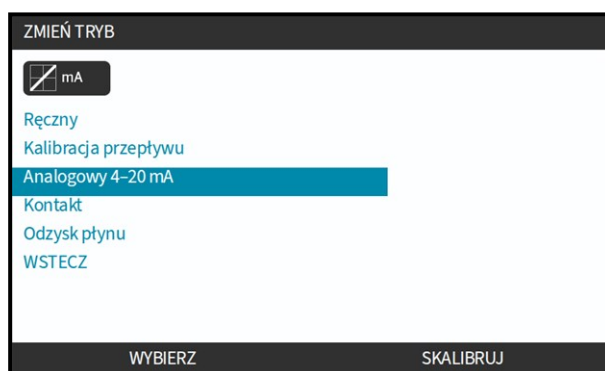 ZMIEŃ TRYB
mA
Ręczny
Kalibracja przepływu
Analogowy 4–20 mA
Kontakt
Odzysk płynu
WSTECZ
WYBIERZ SKALIBRUJ